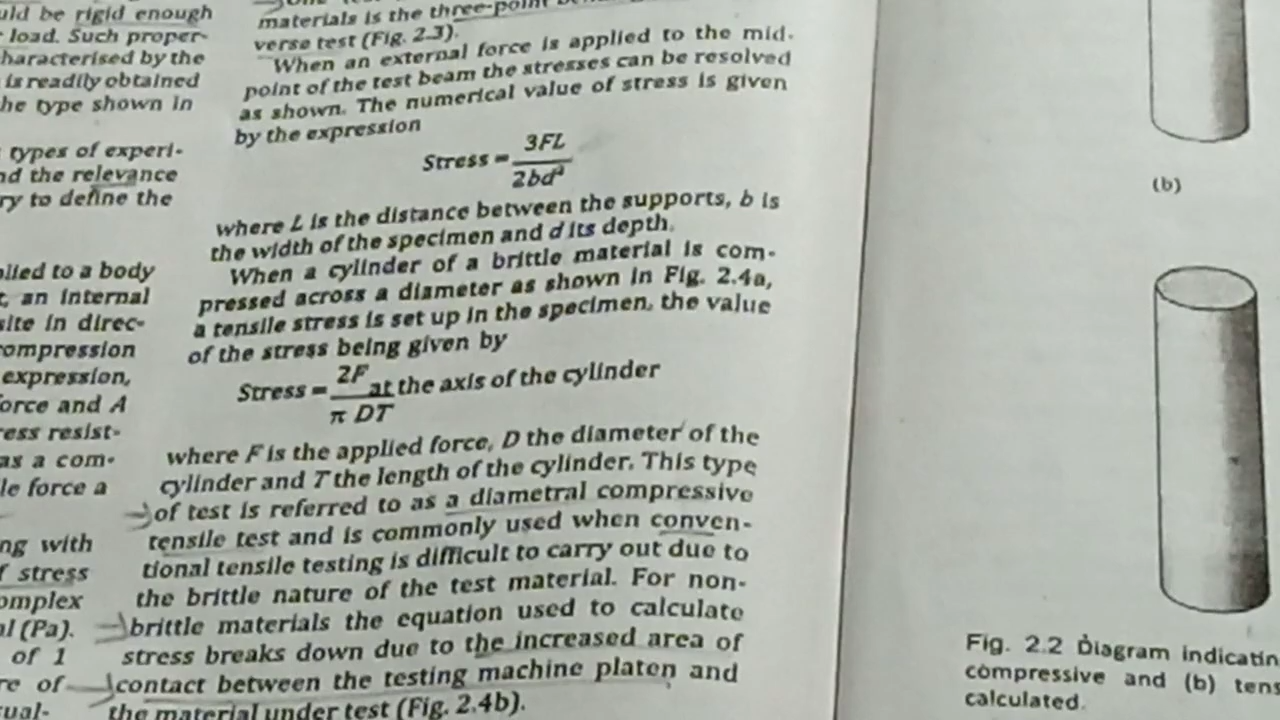 uld be rigid enough
load. Such proper-
haracterised by the
is readily obtained
he type shown in
types of experi-
nd the relevance
ry to define the
plied to a body
t, an internal
site in direc-
ompression
expression,
orce and A
ress resist-
as a com-
le force a
ng with
f stress
omplex
al (Pa).
of 1
re of
sual-
materials is the three-point
verse test (Fig. 2.3).
When an external force is applied to the mid-
point of the test beam the stresses can be resolved
as shown. The numerical value of stress is given
by the expression
Stress = 3FL / 2bd²
where L is the distance between the supports, b is
the width of the specimen and d its depth.
When a cylinder of a brittle material is com-
pressed across a diameter as shown in Fig. 2.4a,
a tensile stress is set up in the specimen, the value
of the stress being given by
Stress = 2F / π DT at the axis of the cylinder
where F is the applied force, D the diameter of the
cylinder and T the length of the cylinder. This type
of test is referred to as a diametral compressive
tensile test and is commonly used when conven-
tional tensile testing is difficult to carry out due to
the brittle nature of the test material. For non-
brittle materials the equation used to calculate
stress breaks down due to the increased area of
contact between the testing machine platen and
the material under test (Fig. 2.4b).
(b)
Fig. 2.2 Diagram indicatin
compressive and (b) tens
calculated.